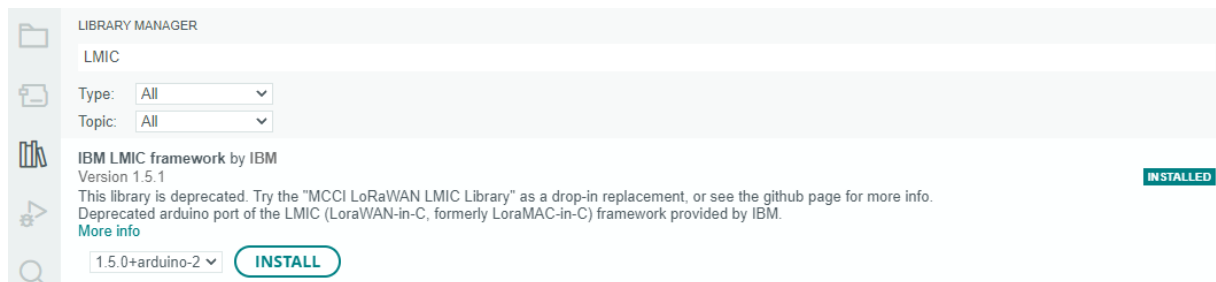 LIBRARY MANAGER
LMIC
Type: All
Topic: All
IBM LMIC framework by IBM
Version 1.5.1
INSTALLED
This library is deprecated. Try the "MCCI LoRaWAN LMIC Library" as a drop-in replacement, or see the github page for more info.
Deprecated arduino port of the LMIC (LoraWAN-in-C, formerly LoraMAC-in-C) framework provided by IBM.
More info
1.5.0+arduino-2 INSTALL